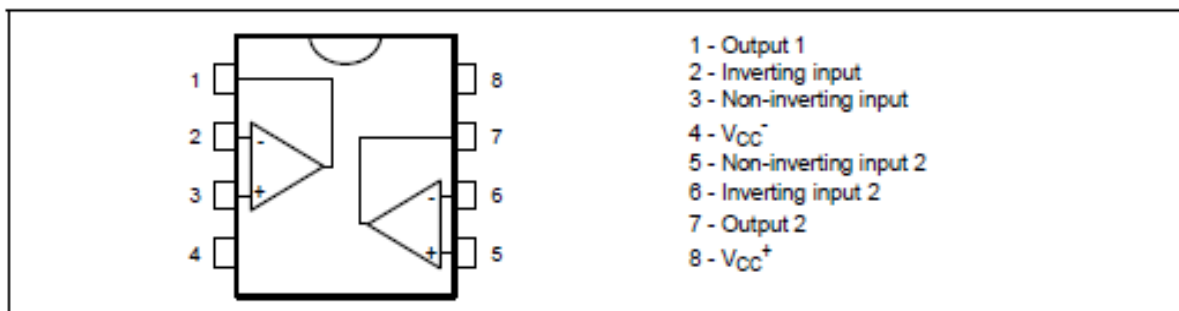 1
2
3
4
8
7
6
5
-
+
-
+
1 - Output 1
2 - Inverting input
3 - Non-inverting input
4 - VCC-
5 - Non-inverting input 2
6 - Inverting input 2
7 - Output 2
8 - VCC+